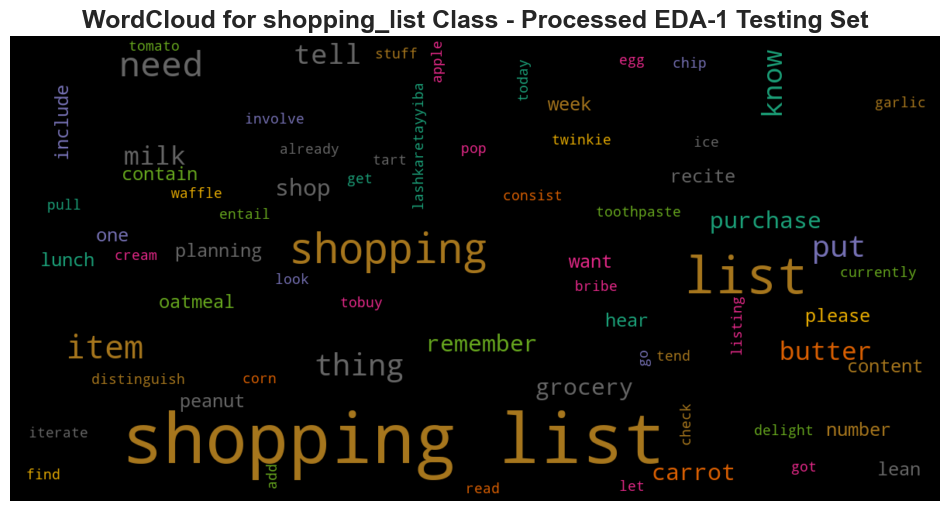 WordCloud for shopping_list Class - Processed EDA-1 Testing Set
tomato
need
tell
stuff
apple
today
egg
chip
know
include
week
garlic
involve
lashkaretayyiba
twinkie
ice
already
milk
tart
pop
contain
shop
get
recite
waffle
consist
pull
entail
toothpaste
purchase
one
planning
shopping
put
lunch
cream
want
list
currently
look
bribe
oatmeal
tobuy
hear
listing
please
item
remember
butter
thing
go
tend
content
distinguish
corn
grocery
peanut
shopping list
check
iterate
delight
number
find
add
carrot
got
lean
read
let